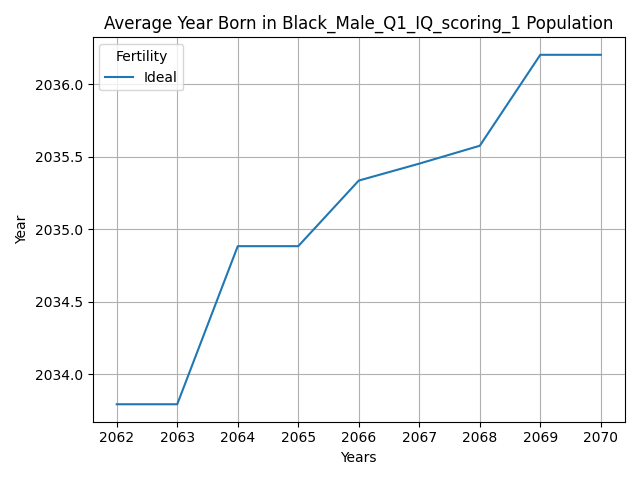 Average Year Born in Black_Male_Q1_IQ_scoring_1 Population
Fertility
Ideal
2036.0
2035.5
2035.0
2034.5
2034.0
Year
2062 2063 2064 2065 2066 2067 2068 2069 2070
Years